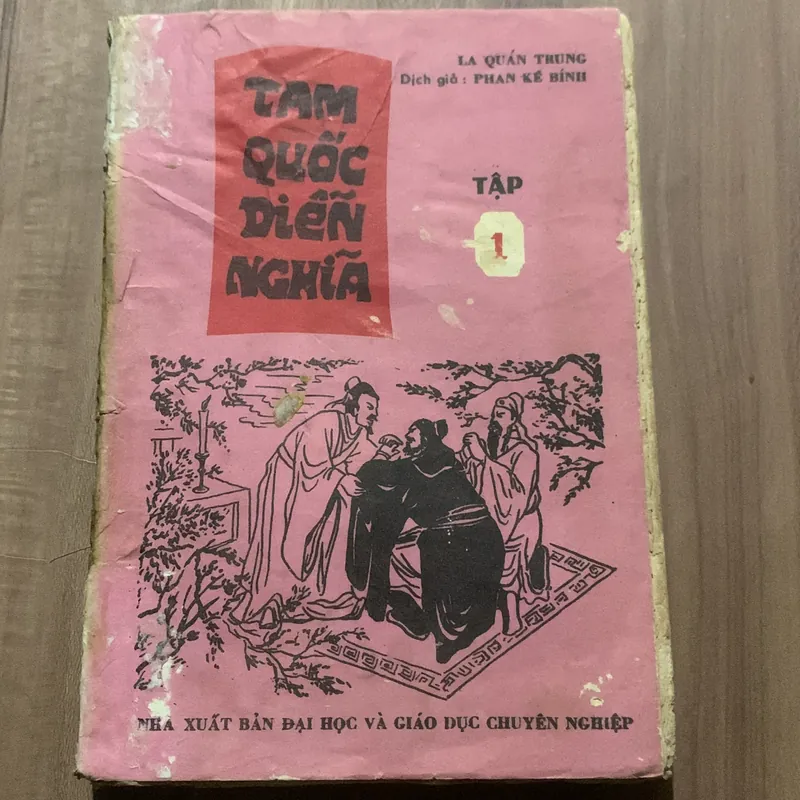 LA QUÁN TRUNG
Dịch giả : PHAN KẾ BÍNH
TAM
QUỐC
DIỄN
NGHĨA
TẬP
1
NHÀ XUẤT BẢN ĐẠI HỌC VÀ GIÁO DỤC CHUYÊN NGHIỆP